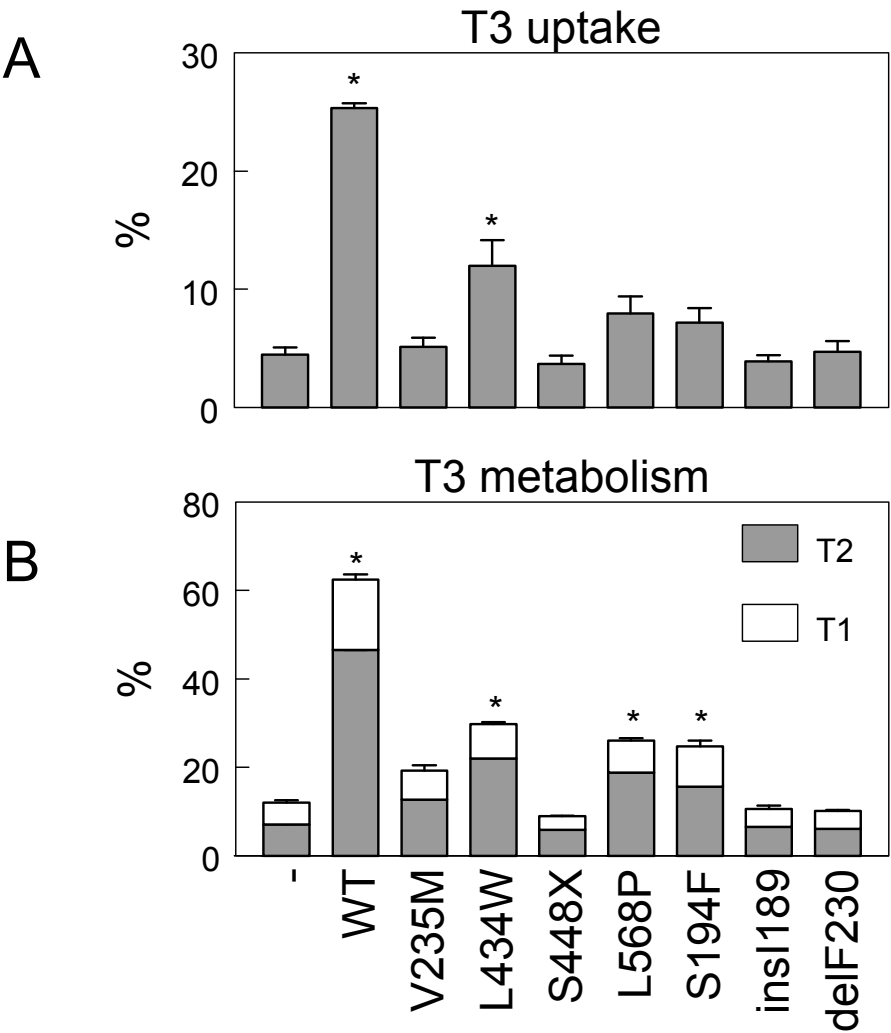 A
T3 uptake
30
20
10
0
%
*
*
B
T3 metabolism
80
60
40
20
0
%
*
*
*
*
T2
T1
-
WT
V235M
L434W
S448X
L568P
S194F
insI189
delF230